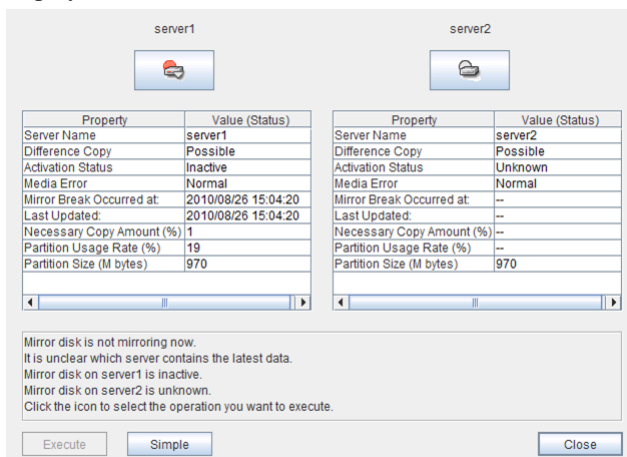 server1 server2
Property Value (Status) Property Value (Status)
Server Name server1 Server Name server2
Difference Copy Possible Difference Copy Possible
Activation Status Inactive Activation Status Unknown
Media Error Normal Media Error Normal
Mirror Break Occurred at: 2010/08/26 15:04:20 Mirror Break Occurred at: --
Last Updated: 2010/08/26 15:04:20 Last Updated: --
Necessary Copy Amount (%) 1 Necessary Copy Amount (%) --
Partition Usage Rate (%) 19 Partition Usage Rate (%) --
Partition Size (M bytes) 970 Partition Size (M bytes) 970
Mirror disk is not mirroring now.
It is unclear which server contains the latest data.
Mirror disk on server1 is inactive.
Mirror disk on server2 is unknown.
Click the icon to select the operation you want to execute.
Execute Simple Close